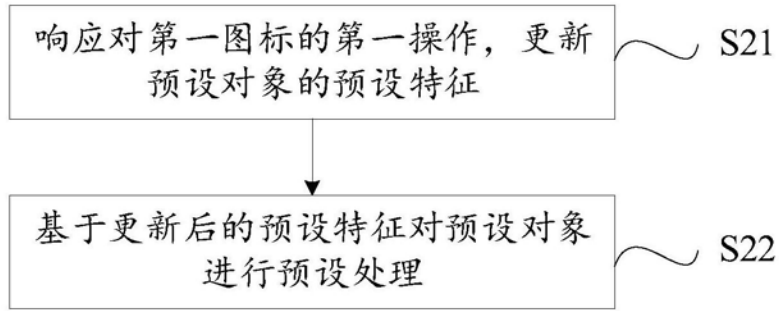 响应对第一图标的第一操作，更新
预设对象的预设特征
S21
基于更新后的预设特征对预设对象
进行预设处理
S22